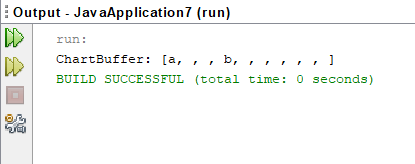 Output - JavaApplication7 (run)
run:
ChartBuffer: [a, , , b, , , , , , ]
BUILD SUCCESSFUL (total time: 0 seconds)